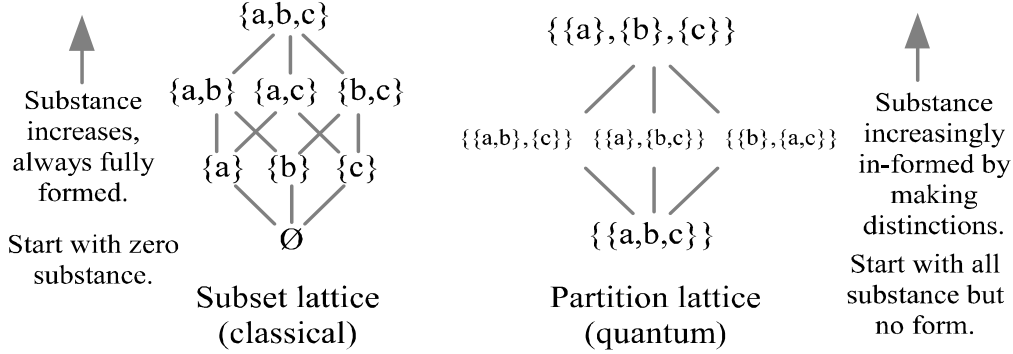 Substance
increases,
always fully
formed.
Start with zero
substance.
{a,b,c}
{a,b} {a,c} {b,c}
{a} {b} {c}
Ø
Subset lattice
(classical)
{{a},{b},{c}}
{{a,b},{c}} {{a},{b,c}} {{b},{a,c}}
{{a,b,c}}
Partition lattice
(quantum)
Substance
increasingly
in-formed by
making
distinctions.
Start with all
substance but
no form.